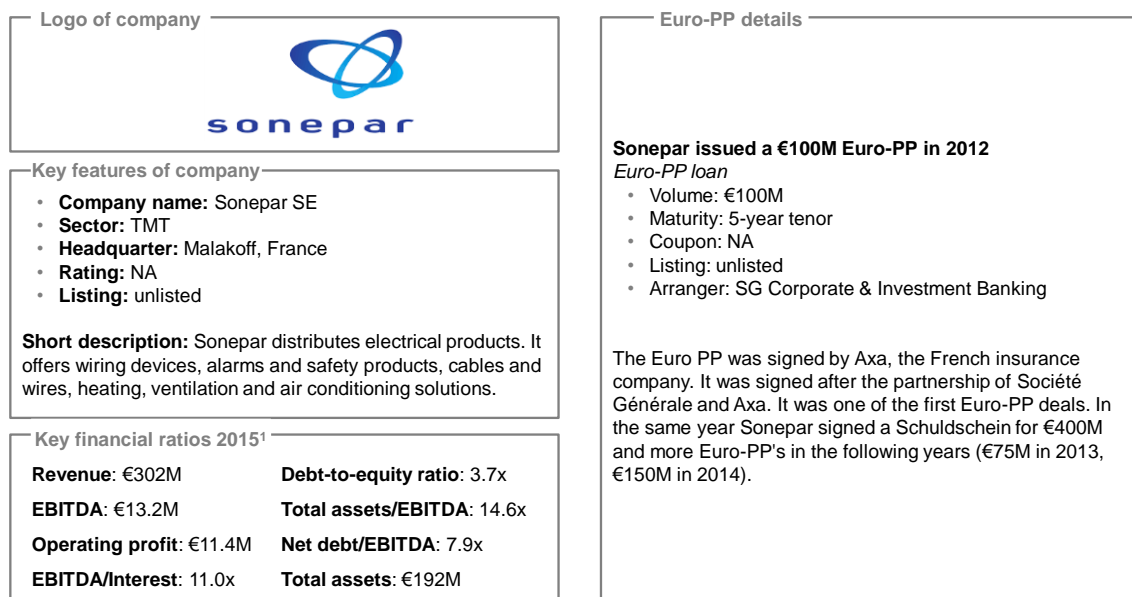 Logo of company
sonepar
Key features of company
• Company name: Sonepar SE
• Sector: TMT
• Headquarter: Malakoff, France
• Rating: NA
• Listing: unlisted
Short description: Sonepar distributes electrical products. It
offers wiring devices, alarms and safety products, cables and
wires, heating, ventilation and air conditioning solutions.
Key financial ratios 2015¹
Revenue: €302M Debt-to-equity ratio: 3.7x
EBITDA: €13.2M Total assets/EBITDA: 14.6x
Operating profit: €11.4M Net debt/EBITDA: 7.9x
EBITDA/Interest: 11.0x Total assets: €192M
Euro-PP details
Sonepar issued a €100M Euro-PP in 2012
Euro-PP loan
• Volume: €100M
• Maturity: 5-year tenor
• Coupon: NA
• Listing: unlisted
• Arranger: SG Corporate & Investment Banking
The Euro PP was signed by Axa, the French insurance
company. It was signed after the partnership of Société
Générale and Axa. It was one of the first Euro-PP deals. In
the same year Sonepar signed a Schuldschein for €400M
and more Euro-PP's in the following years (€75M in 2013,
€150M in 2014).